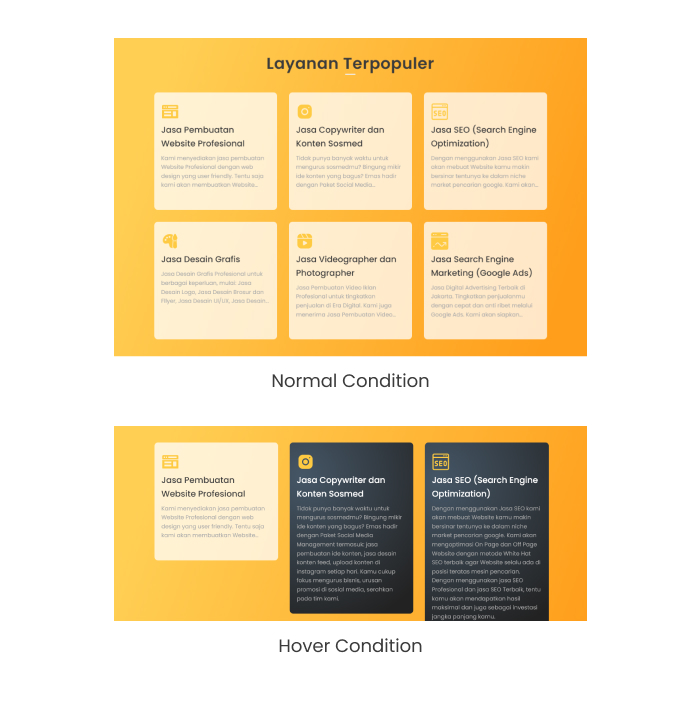 Layanan Terpopuler
Jasa Pembuatan
Website Profesional
Kami menyediakan jasa pembuatan
Website Profesional dengan web
design yang user friendly. Tentu saja
kami akan membuatkan Website...
Jasa Copywriter dan
Konten Sosmed
Tidak punya banyak waktu untuk
mengurus sosmedmu? Bingung mikir
ide konten yang bagus? Emas hadir
dengan Paket Social Media...
SEO
Jasa SEO (Search Engine
Optimization)
Dengan menggunakan Jasa SEO kami
akan mebuat Website kamu makin
bersinar tentunya ke dalam niche
market pencarian google. Kami akan...
Jasa Desain Grafis
Jasa Desain Grafis Profesional untuk
berbagai keperluan, mulai: Jasa
Desain Logo, Jasa Desain Brosur dan
Fliyer, Jasa Desain UI/UX, Jasa Desain...
Jasa Videographer dan
Photographer
Jasa Pembuatan Video Iklan
Profesional untuk tingkatkan
penjualan di Era Digital. Kami juga
menerima Jasa Pembuatan Video...
Jasa Search Engine
Marketing (Google Ads)
Jasa Digital Advertising Terbaik di
Jakarta. Tingkatkan penjualanmu
dengan cepat dan anti ribet melalui
Google Ads. Kami akan siapkan...
Normal Condition
Jasa Pembuatan
Website Profesional
Kami menyediakan jasa pembuatan
Website Profesional dengan web
design yang user friendly. Tentu saja
kami akan membuatkan Website...
Jasa Copywriter dan
Konten Sosmed
Tidak punya banyak waktu untuk
mengurus sosmedmu? Bingung mikir
ide konten yang bagus? Emas hadir
dengan Paket Social Media
Management termasuk: jasa
pembuatan ide konten, jasa desain
konten feed, upload konten di
instagram setiap hari. Kamu cukup
fokus mengurus bisnis, urusan
promosi di sosial media, serahkan
pada tim kami.
SEO
Jasa SEO (Search Engine
Optimization)
Dengan menggunakan Jasa SEO kami
akan mebuat Website kamu makin
bersinar tentunya ke dalam niche
market pencarian google. Kami akan
mengoptimasi On Page dan Off Page
Website dengan metode White Hat
SEO terbaik agar Website selalu ada di
posisi teratas mesin pencarian.
Dengan menggunakan jasa SEO
Profesional dan jasa SEO Terbaik, tentu
kamu akan mendapatkan hasil
maksimal dan juga sebagai investasi
jangka panjang kamu.
Hover Condition